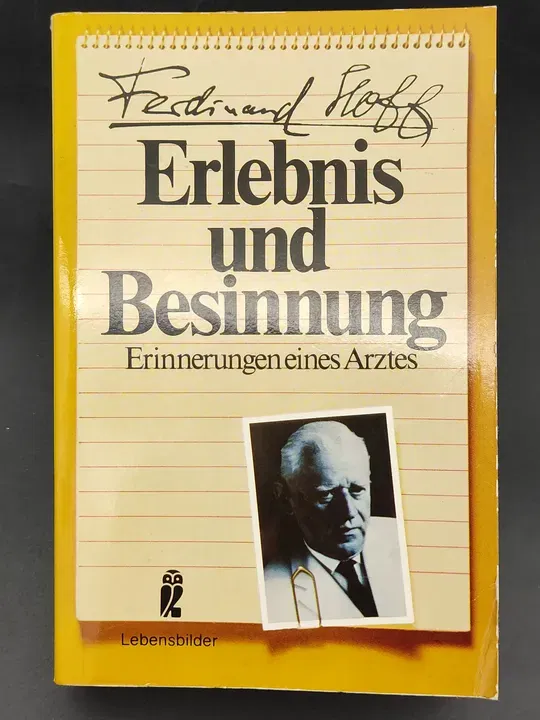 Ferdinand Hoff
Erlebnis
und
Besinnung
Erinnerungen eines Arztes
Lebensbilder